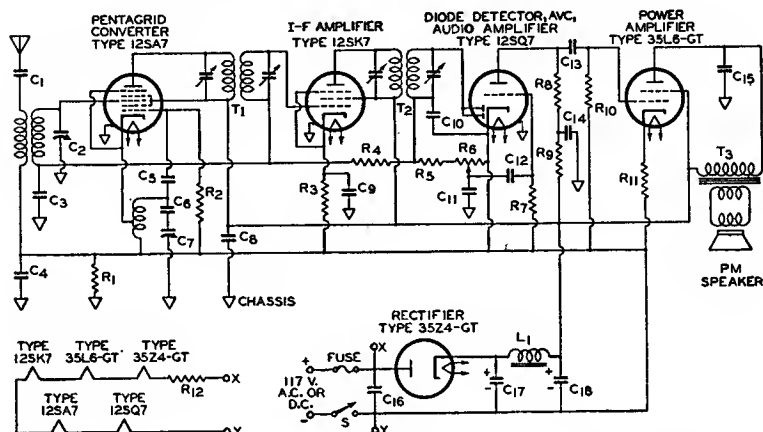 PENTAGRID
CONVERTER
TYPE 12SA7
I-F AMPLIFIER
TYPE 12SK7
DIODE DETECTOR, AVC,
AUDIO AMPLIFIER
TYPE 12SQ7
POWER
AMPLIFIER
TYPE 35L6-GT
C1
C2
C3
C4
C5
C6
C7
R1
R2
C8
T1
R3
C9
R4
T2
C10
R5
R6
C11
C12
R7
C13
R8
C14
R9
R10
R11
C15
T3
PM
SPEAKER
CHASSIS
TYPE
12SK7
TYPE
35L6-GT
TYPE
35Z4-GT
R12
X
TYPE
12SA7
TYPE
12SQ7
Y
RECTIFIER
TYPE 35Z4-GT
+
117 V.
A.C. OR
D.C.
-
FUSE
X
C16
S
Y
L1
+
-
C17
+
-
C18